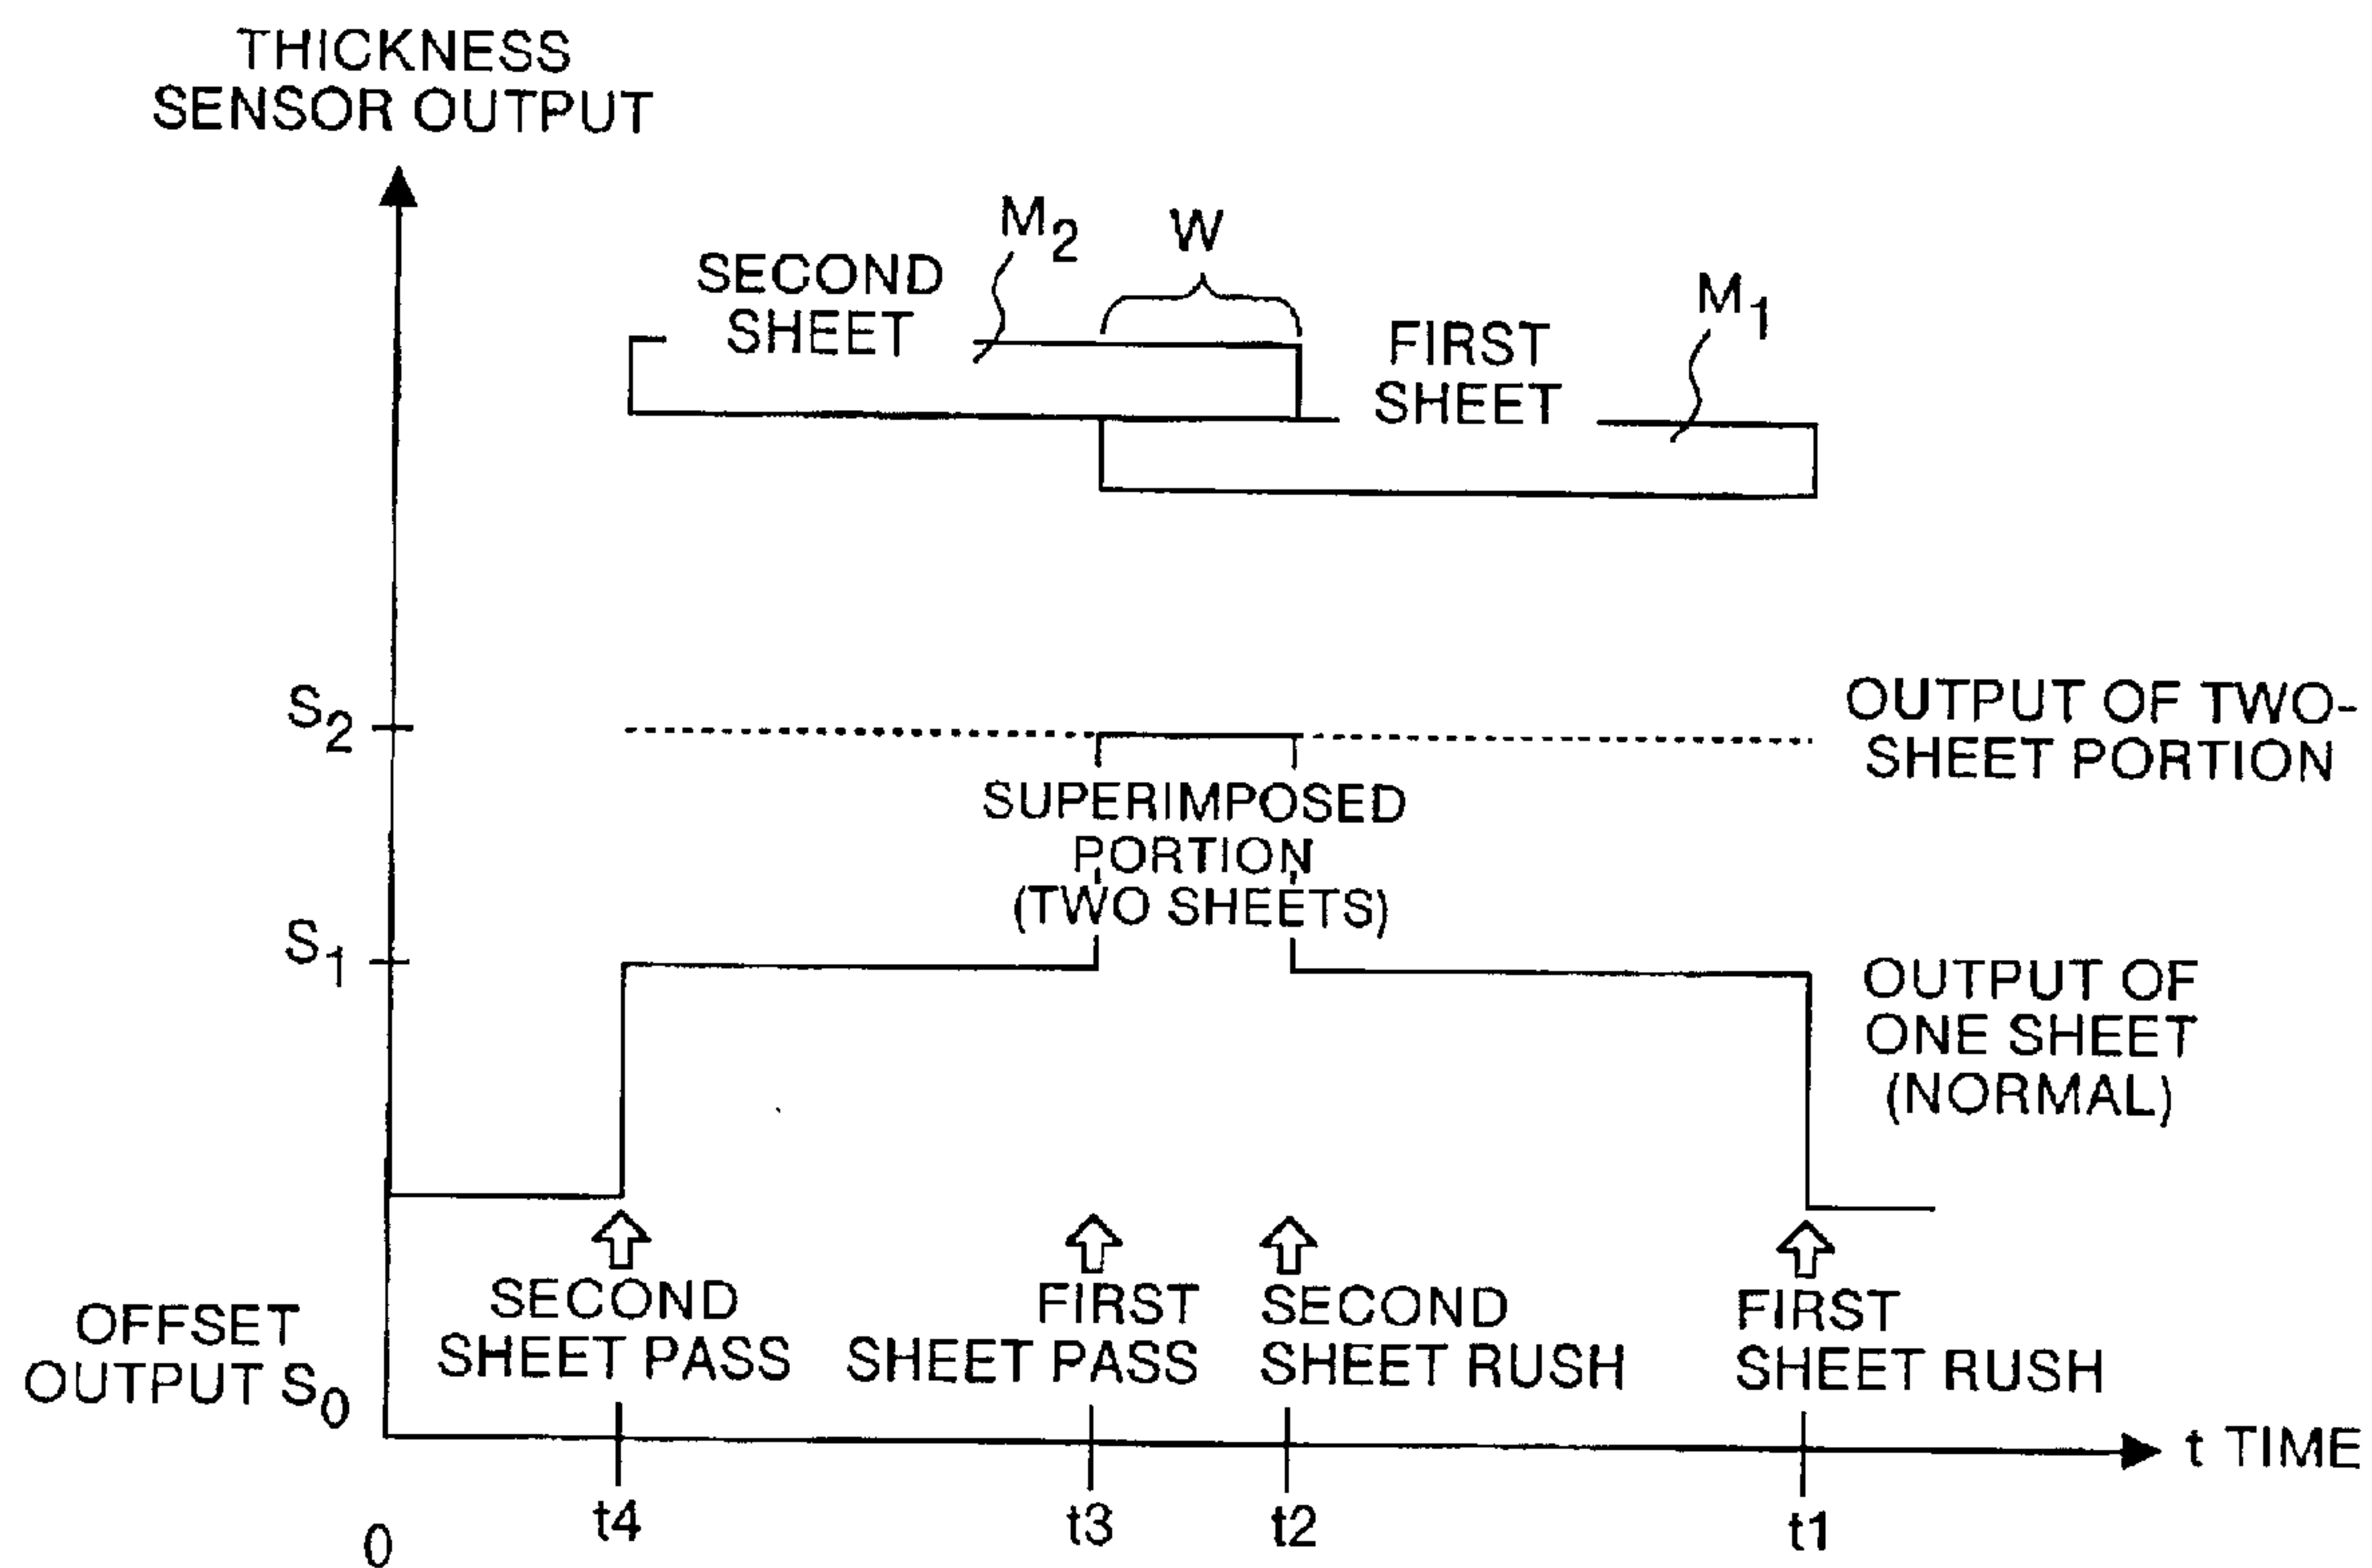 THICKNESS
SENSOR OUTPUT
M2
W
M1
SECOND
SHEET
FIRST
SHEET
S2
OUTPUT OF TWO-
SHEET PORTION
SUPERIMPOSED
PORTION
(TWO SHEETS)
S1
OUTPUT OF
ONE SHEET
(NORMAL)
OFFSET
OUTPUT S0
SECOND
SHEET PASS
FIRST
SHEET PASS
SECOND
SHEET RUSH
FIRST
SHEET RUSH
t TIME
0
t4
t3
t2
t1